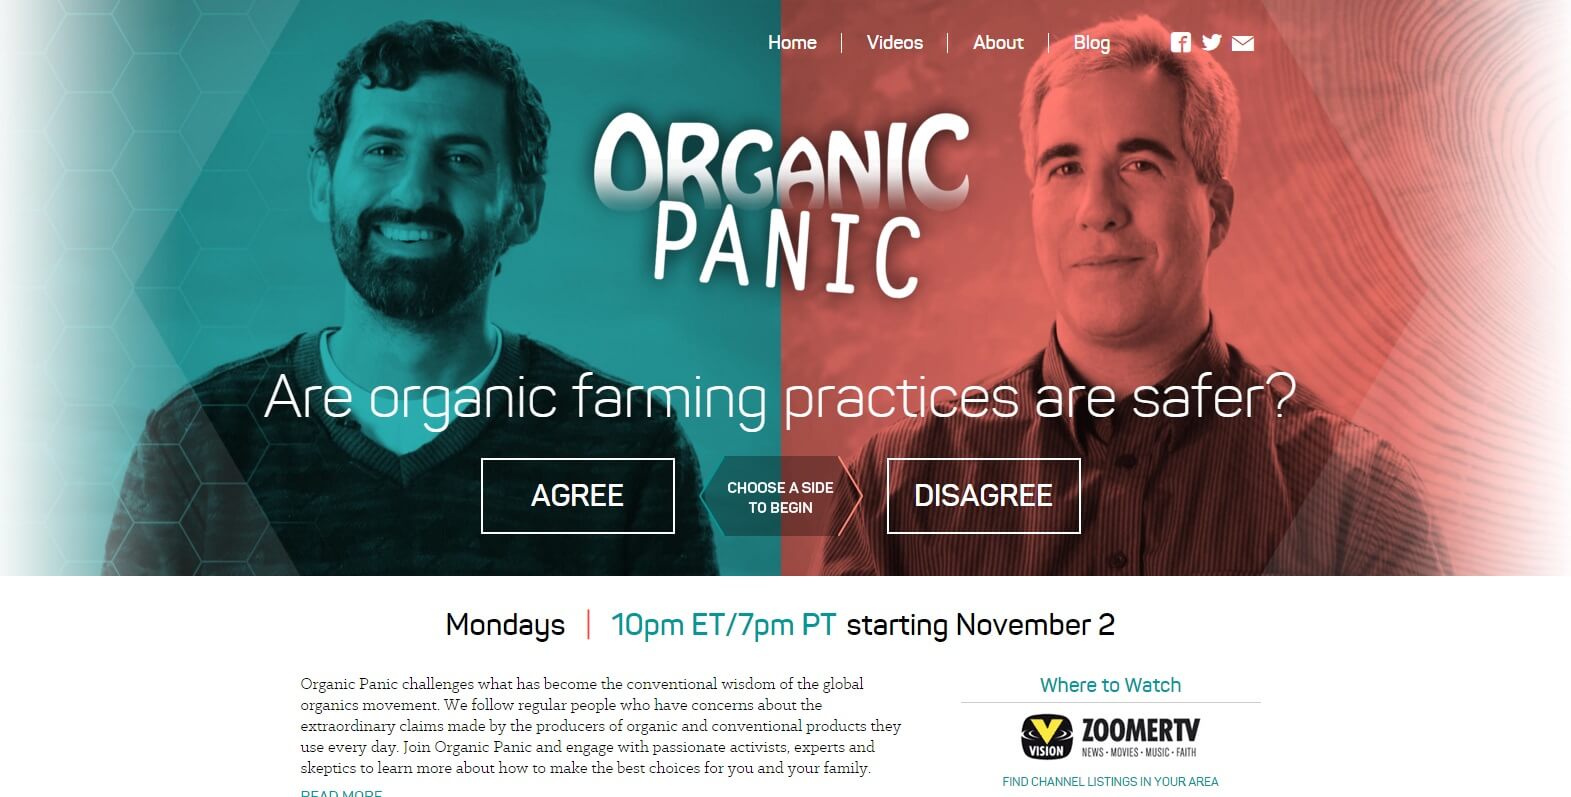 Home
Videos
About
Blog
ORGANIC
PANIC
Are organic farming practices are safer?
AGREE
CHOOSE A SIDE
TO BEGIN
DISAGREE
Mondays | 10pm ET/7pm PT starting November 2
Organic Panic challenges what has become the conventional wisdom of the global
organics movement. We follow regular people who have concerns about the
extraordinary claims made by the producers of organic and conventional products they
use every day. Join Organic Panic and engage with passionate activists, experts and
skeptics to learn more about how to make the best choices for you and your family.
READ MORE
Where to Watch
VISION
ZOOMERTV
NEWS • MOVIES • MUSIC • FAITH
FIND CHANNEL LISTINGS IN YOUR AREA